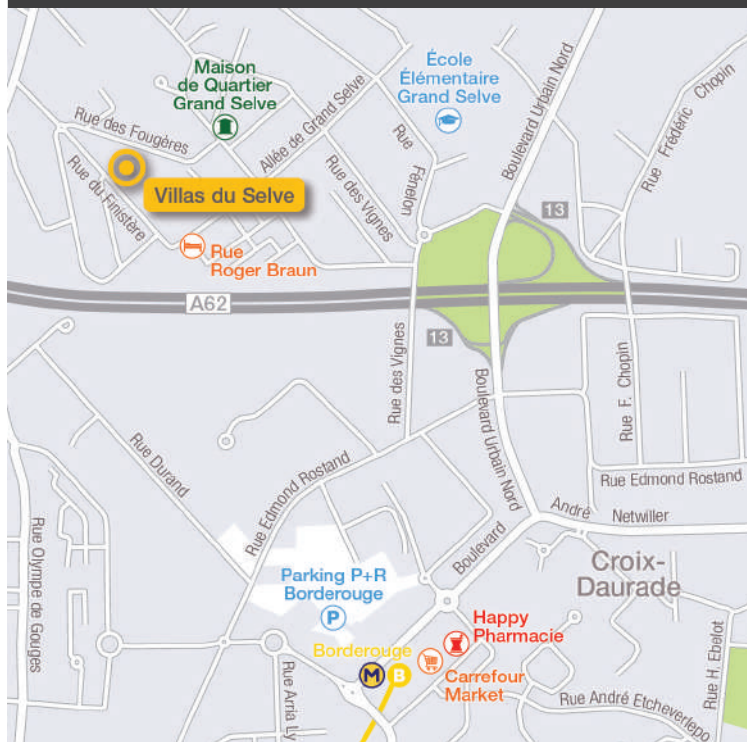 Maison
de Quartier
Grand Selve
École
Élémentaire
Grand Selve
Boulevard Urbain Nord
Rue Frédéric Chopin
Rue des Fougères
Allée de Grand Selve
Rue
Fénelon
Rue des Vignes
Rue du Finistère
Villas du Selve
13
Rue
Roger Braun
A62
13
Rue des Vignes
Rue F. Chopin
Boulevard Urbain Nord
Rue Durand
Rue Edmond Rostand
Rue Edmond Rostand
André Netwiller
Boulevard
Rue Olympe de Gouges
Croix-
Daurade
Parking P+R
Borderouge
P
Happy
Pharmacie
Borderouge
M
B
Carrefour
Market
Rue H. Ebelot
Rue Arria Ly
Rue André Etcheverlepo